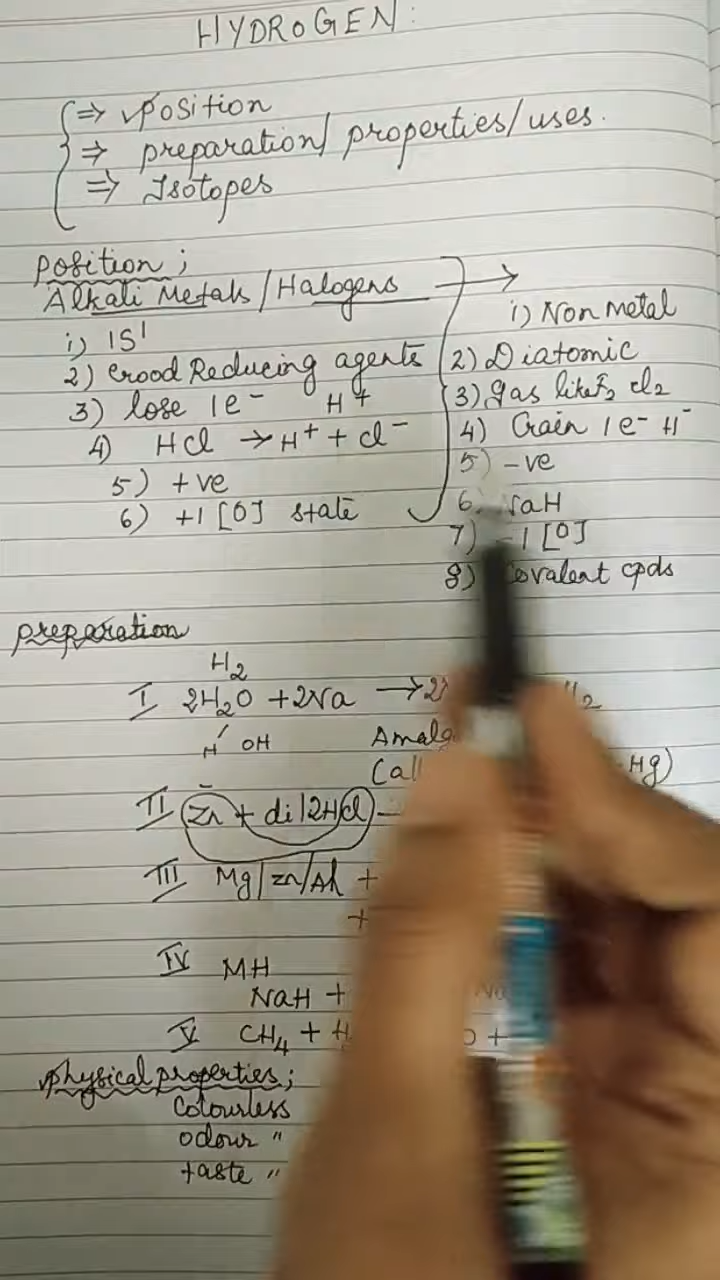 HYDROGEN:
⇒ position
⇒ preparation/properties/uses.
⇒ Isotopes
position;
Alkali Metals/Halogens →
i) 1S¹
2) Good Reducing agents
3) lose 1e⁻ H⁺
4) HCl → H⁺ + Cl⁻
5) +ve
6) +1 [O] state
i) Non metal
2) Diatomic
3) gas like F₂ cl₂
4) Gain 1e⁻ H⁻
5) -ve
6) NaH
7) -1 [O]
8) Covalent cpds
preparation
H₂
I 2H₂O + 2Na →
H OH
II Zn + dil 2HCl
III Mg/Zn/Al +
+
IV MH
NaH +
V CH₄ +
physical properties;
Colourless
odour "
taste "